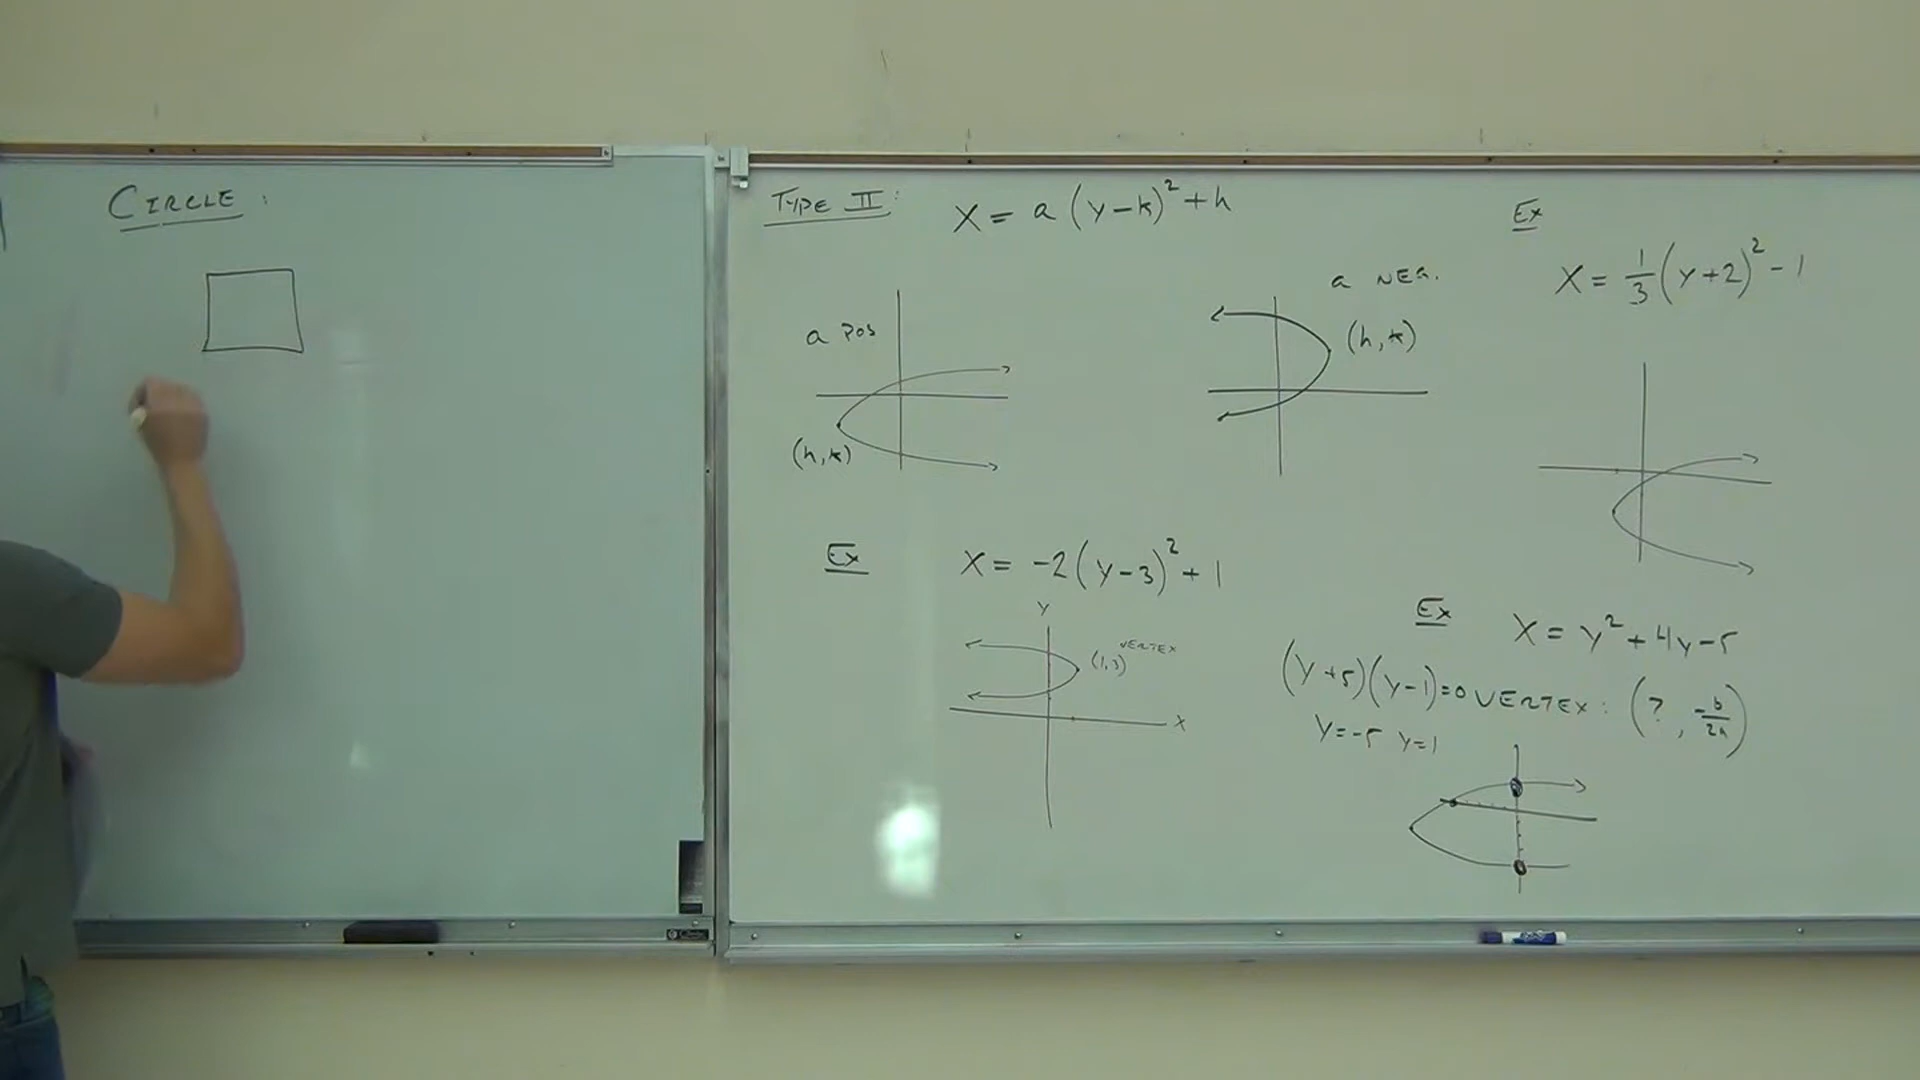 CIRCLE:
TYPE II: X = a(y-k)²+h
a POS
(h,k)
a NEG.
(h,k)
Ex
X = 1/3(y+2)²-1
Ex X = -2(y-3)²+1
Y
VERTEX
(1,3)
X
Ex X = y²+4y-5
(y+5)(y-1)=0 VERTEX: (?, -b/2a)
y=-5 y=1